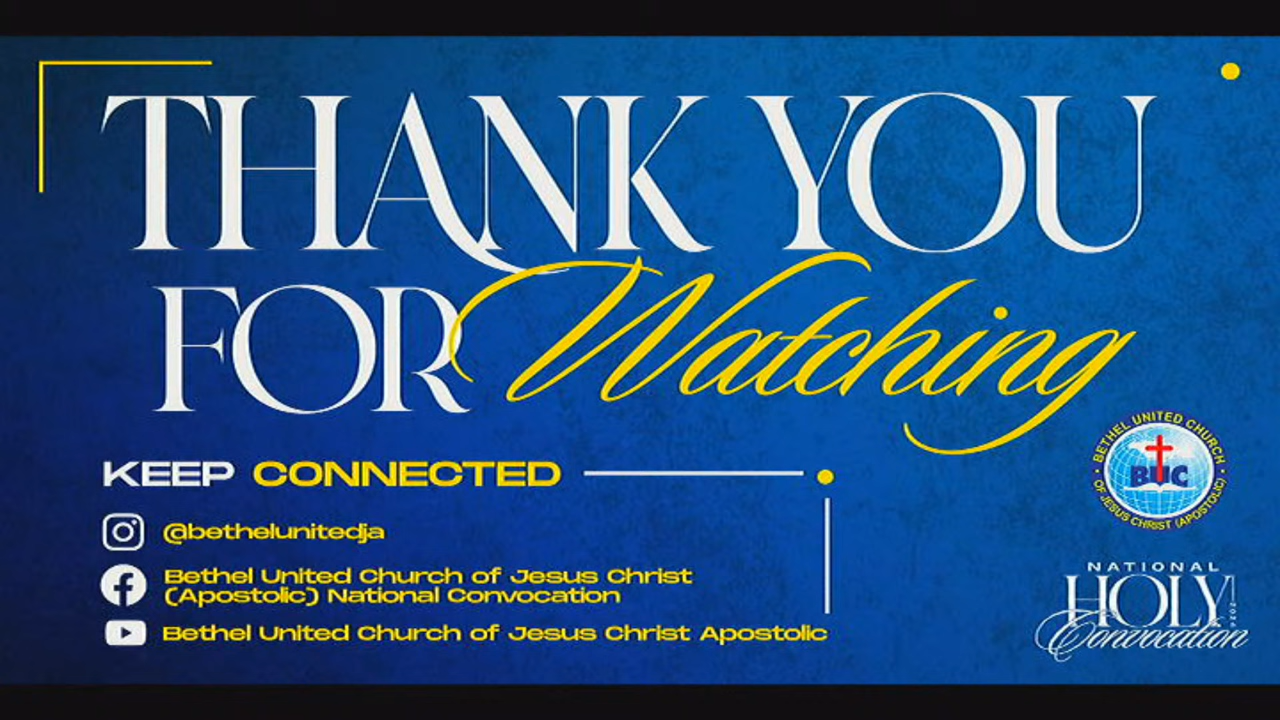 THANK YOU
FOR Watching
KEEP CONNECTED
@bethelunitedja
Bethel United Church of Jesus Christ
(Apostolic) National Convocation
Bethel United Church of Jesus Christ Apostolic
BETHEL UNITED CHURCH
BUC
OF JESUS CHRIST (APOSTOLIC)
NATIONAL
HOLY
Convocation